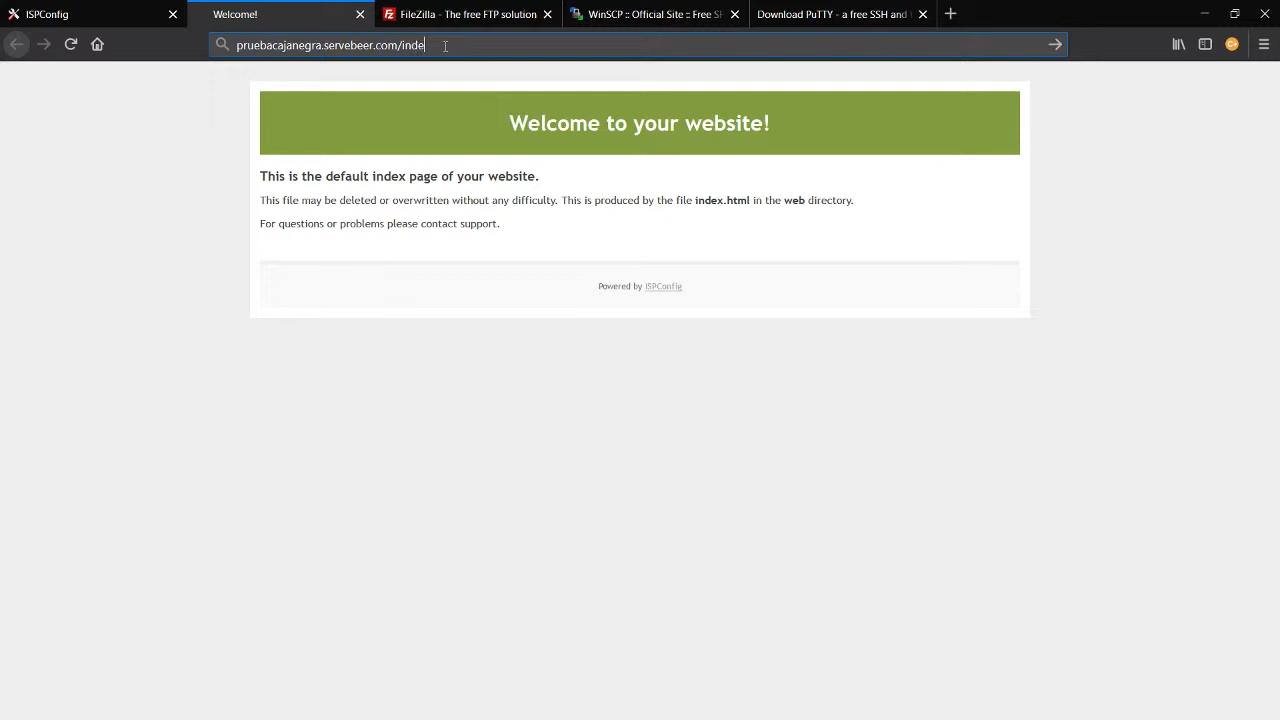 ISPConfig
Welcome!
FileZilla - The free FTP solution
WinSCP :: Official Site :: Free S
Download PuTTY - a free SSH and
pruebacajanegra.servebeer.com/inde
Welcome to your website!
This is the default index page of your website.
This file may be deleted or overwritten without any difficulty. This is produced by the file index.html in the web directory.
For questions or problems please contact support.
Powered by ISPConfig